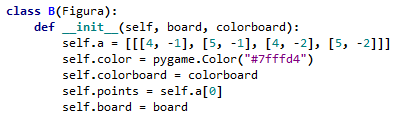 class B(Figura):
    def __init__(self, board, colorboard):
        self.a = [[[4, -1], [5, -1], [4, -2], [5, -2]]]
        self.color = pygame.Color("#7fffd4")
        self.colorboard = colorboard
        self.points = self.a[0]
        self.board = board